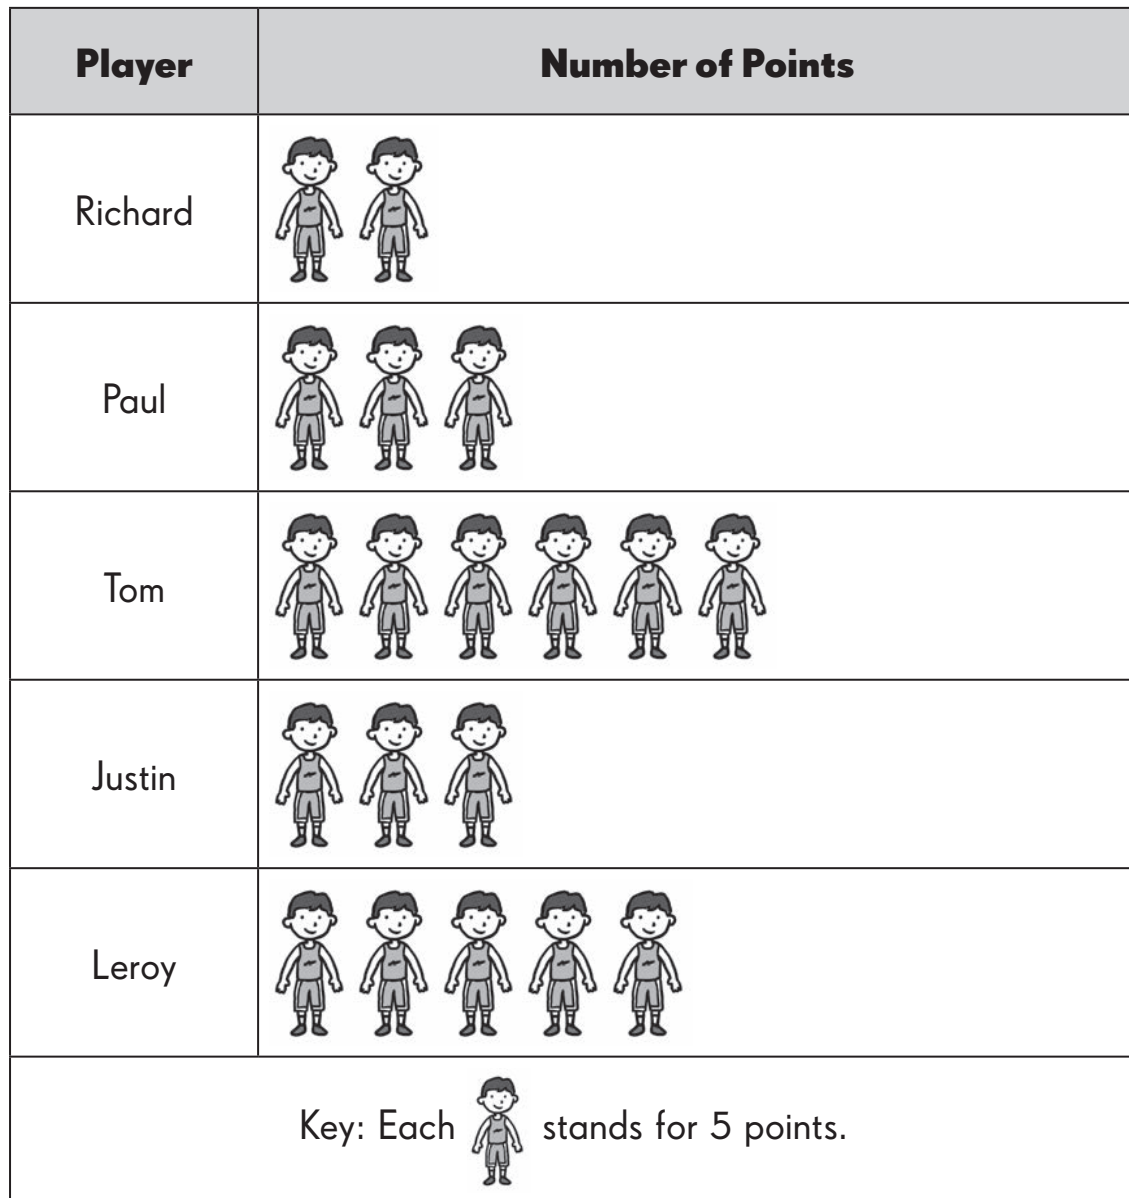 Player Number of Points
Richard
Paul
Tom
Justin
Leroy
Key: Each stands for 5 points.